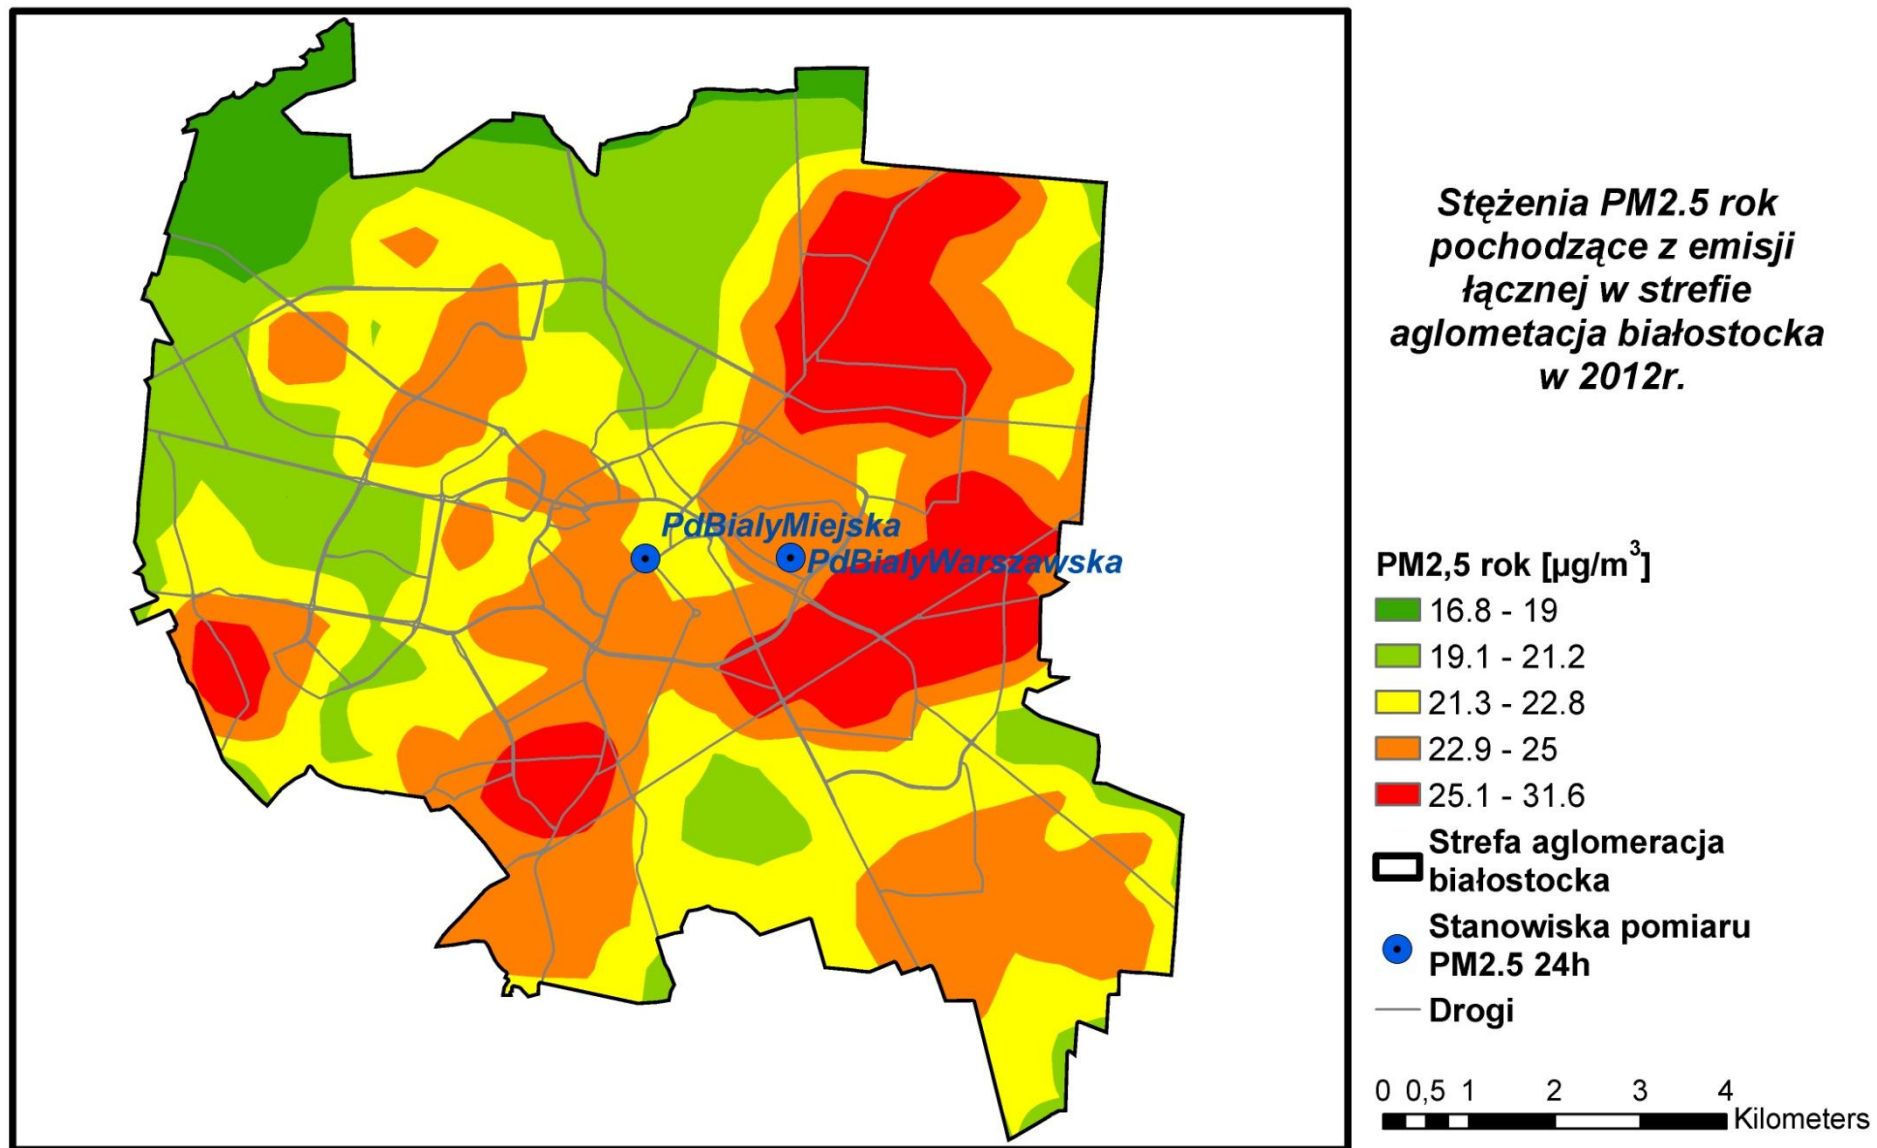 Stężenia PM2.5 rok
pochodzące z emisji
łącznej w strefie
aglometacja białostocka
w 2012r.
PdBialyMiejska
PdBialyWarszawska
PM2,5 rok [µg/m³]
16.8 - 19
19.1 - 21.2
21.3 - 22.8
22.9 - 25
25.1 - 31.6
Strefa aglomeracja
białostocka
Stanowiska pomiaru
PM2.5 24h
Drogi
0 0,5 1 2 3 4
Kilometers